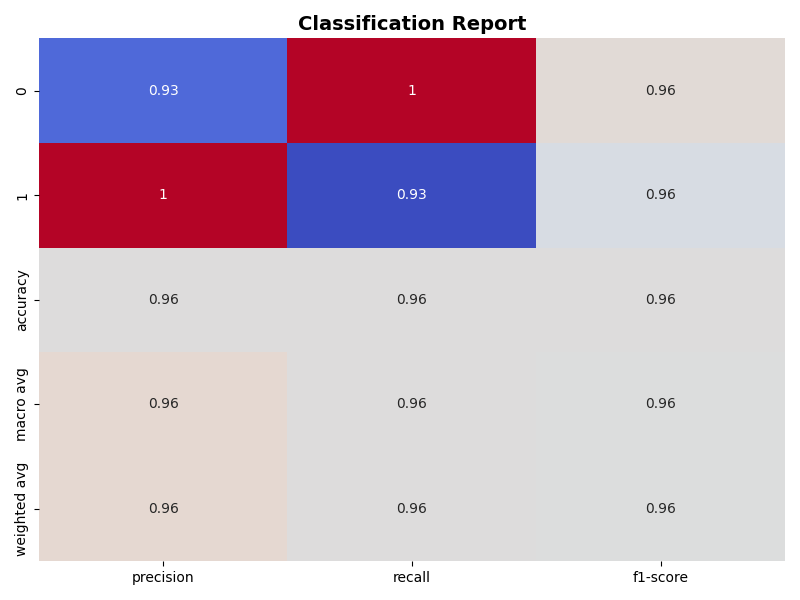 Classification Report
0 0.93 1 0.96
1 1 0.93 0.96
accuracy 0.96 0.96 0.96
macro avg 0.96 0.96 0.96
weighted avg 0.96 0.96 0.96
precision recall f1-score